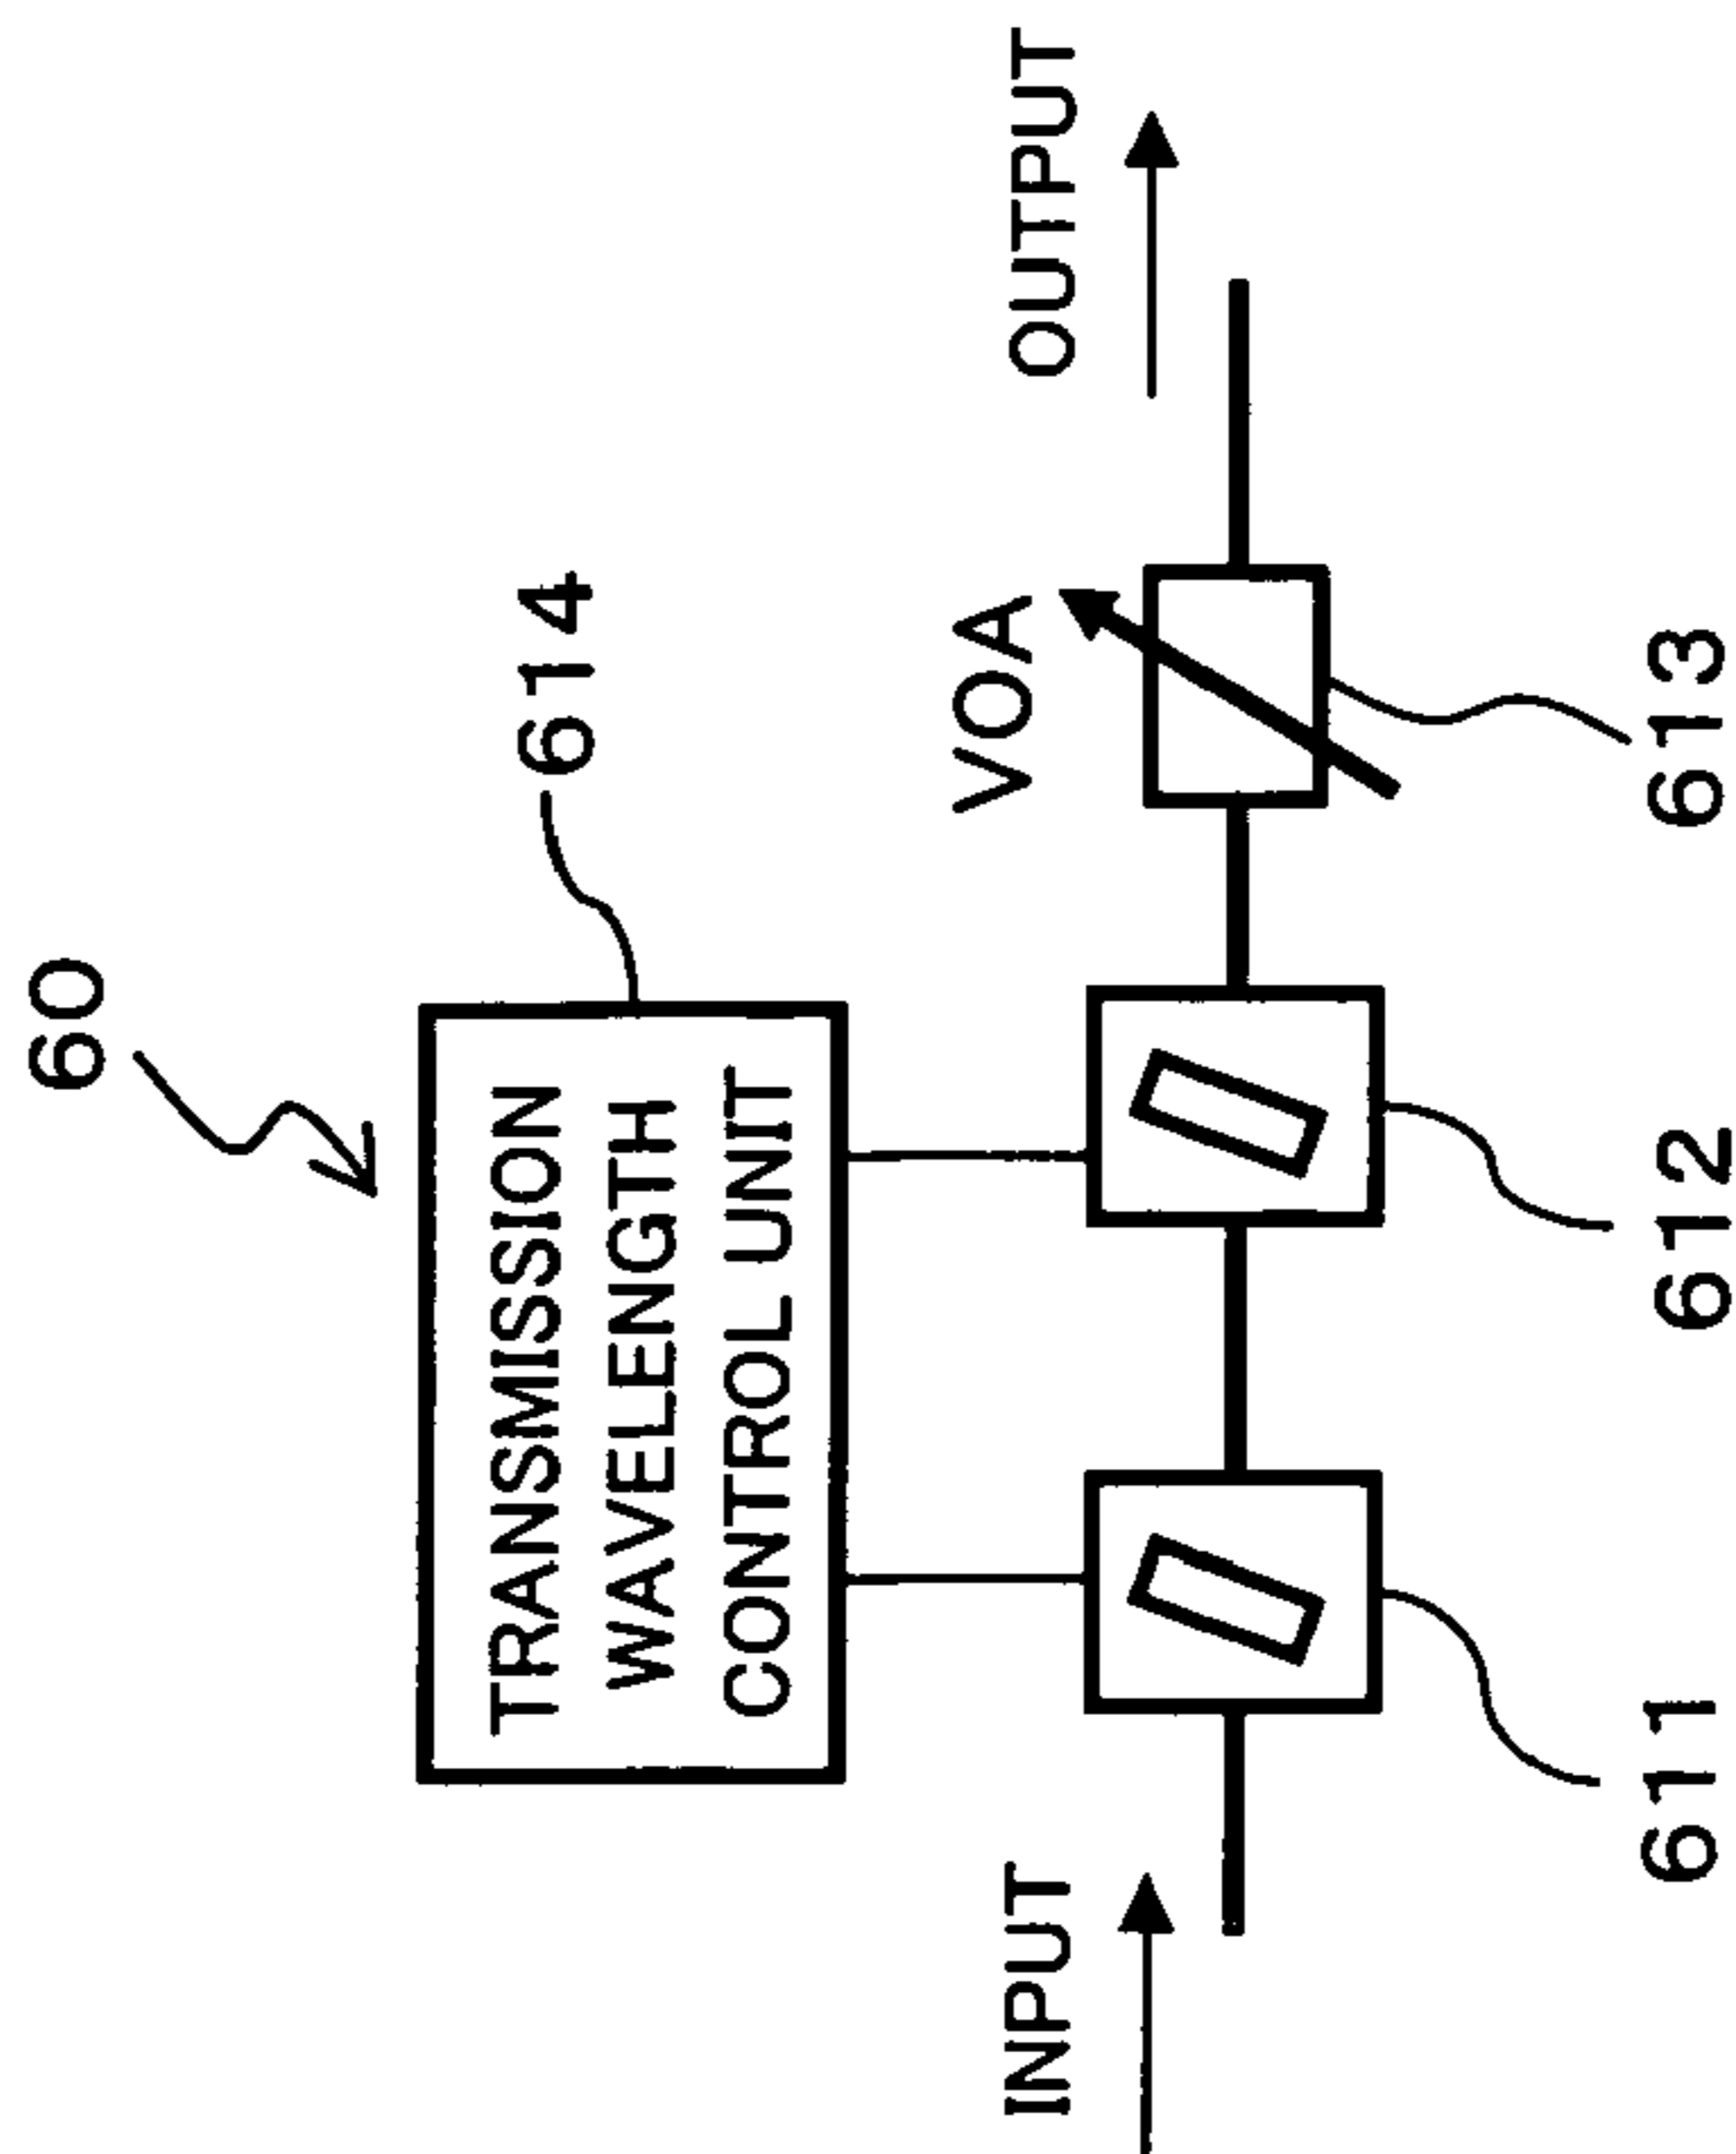 60
614
TRANSMISSION
WAVELENGTH
CONTROL UNIT
INPUT
VOA
OUTPUT
611
612
613